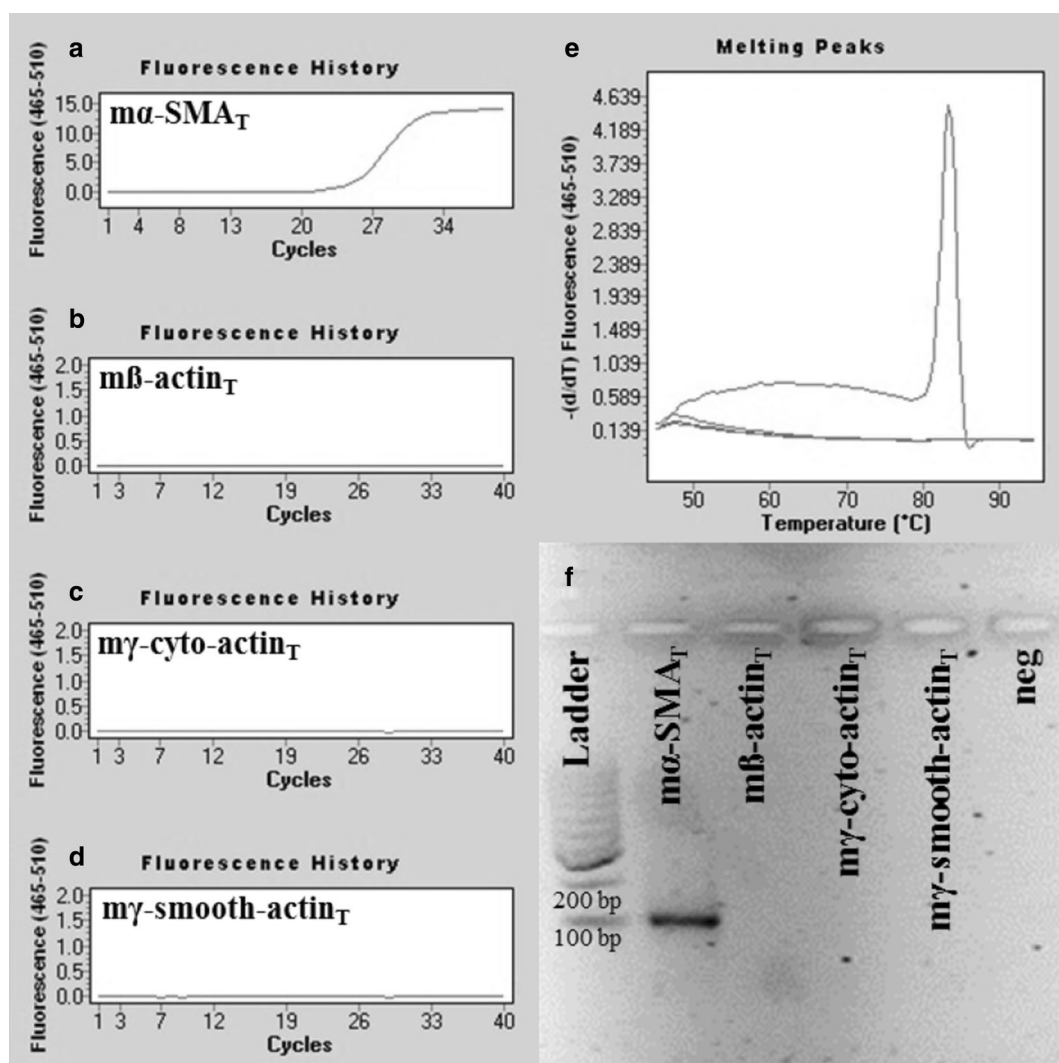 a
Fluorescence History
Fluorescence (465-510)
15.0
10.0
5.0
0.0
mα-SMAT
1 4 8 13 20 27 34
Cycles
b
Fluorescence History
Fluorescence (465-510)
2.0
1.5
1.0
0.5
0.0
mß-actinT
1 3 7 12 19 26 33 40
Cycles
c
Fluorescence History
Fluorescence (465-510)
2.0
1.5
1.0
0.5
0.0
mγ-cyto-actinT
1 3 7 12 19 26 33 40
Cycles
d
Fluorescence History
Fluorescence (465-510)
2.0
1.5
1.0
0.5
0.0
mγ-smooth-actinT
1 3 7 12 19 26 33 40
Cycles
e
Melting Peaks
-(d/dT) Fluorescence (465-510)
4.639
4.189
3.739
3.289
2.839
2.389
1.939
1.489
1.039
0.589
0.139
50 60 70 80 90
Temperature (°C)
f
Ladder
mα-SMAT
mß-actinT
mγ-cyto-actinT
mγ-smooth-actinT
neg
200 bp
100 bp